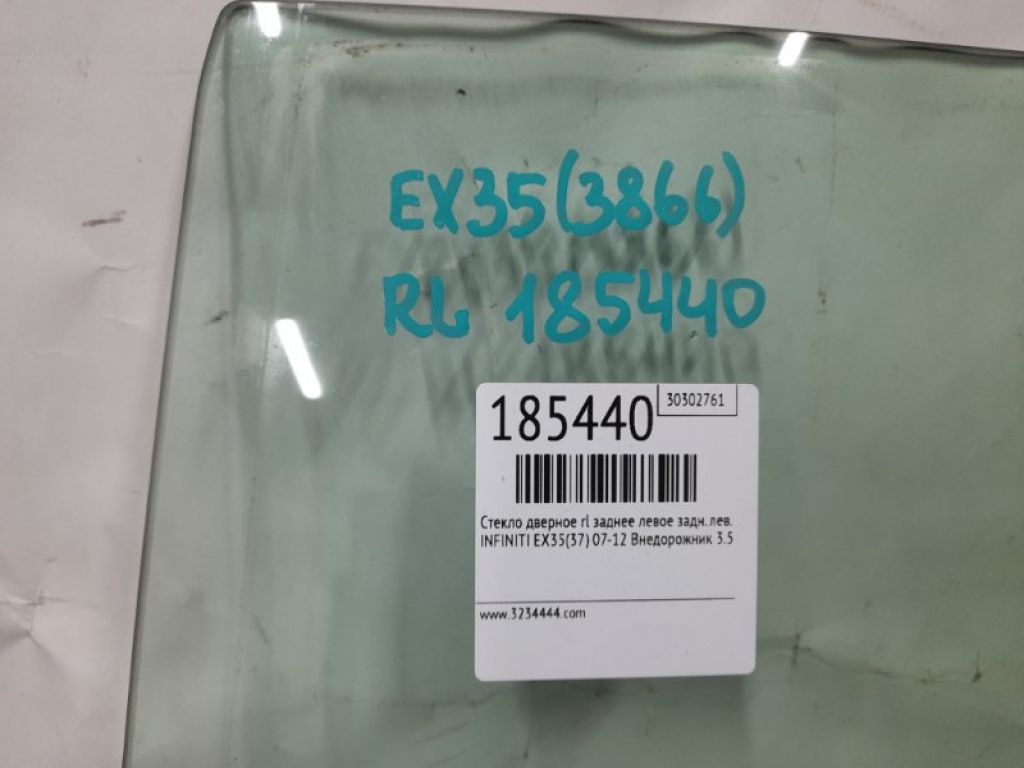 EX35(3866)
RL 185440
185440
30302761
Стекло дверное rl заднее левое задн. лев.
INFINITI EX35(37) 07-12 Внедорожник 3.5
www.3234444.com